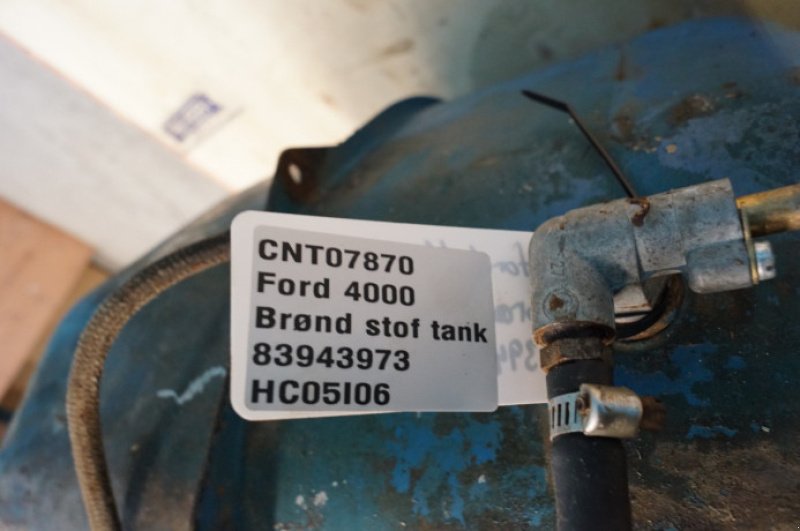 CNT07870
Ford 4000
Brønd stof tank
83943973
HC05I06